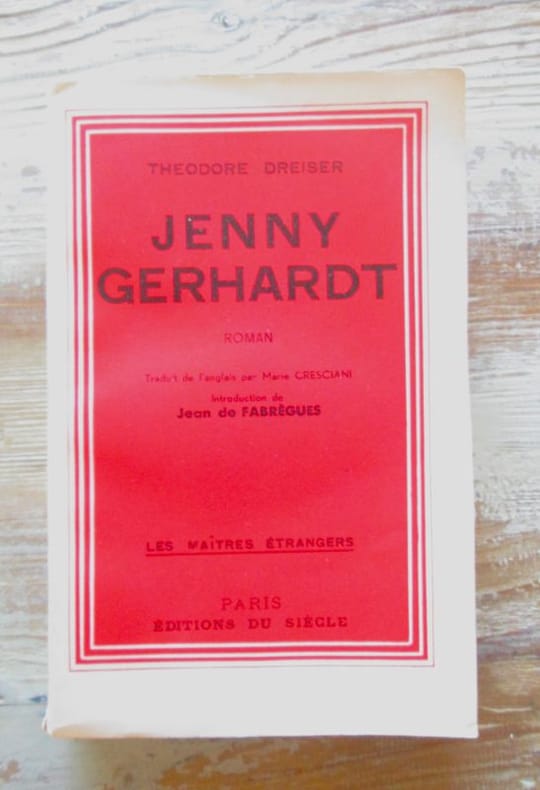 THEODORE DREISER
JENNY
GERHARDT
ROMAN
Traduit de l'anglais par Marie CRESCIANI
Introduction de
Jean de FABRÈGUES
LES MAÎTRES ÉTRANGERS
PARIS
ÉDITIONS DU SIÈCLE